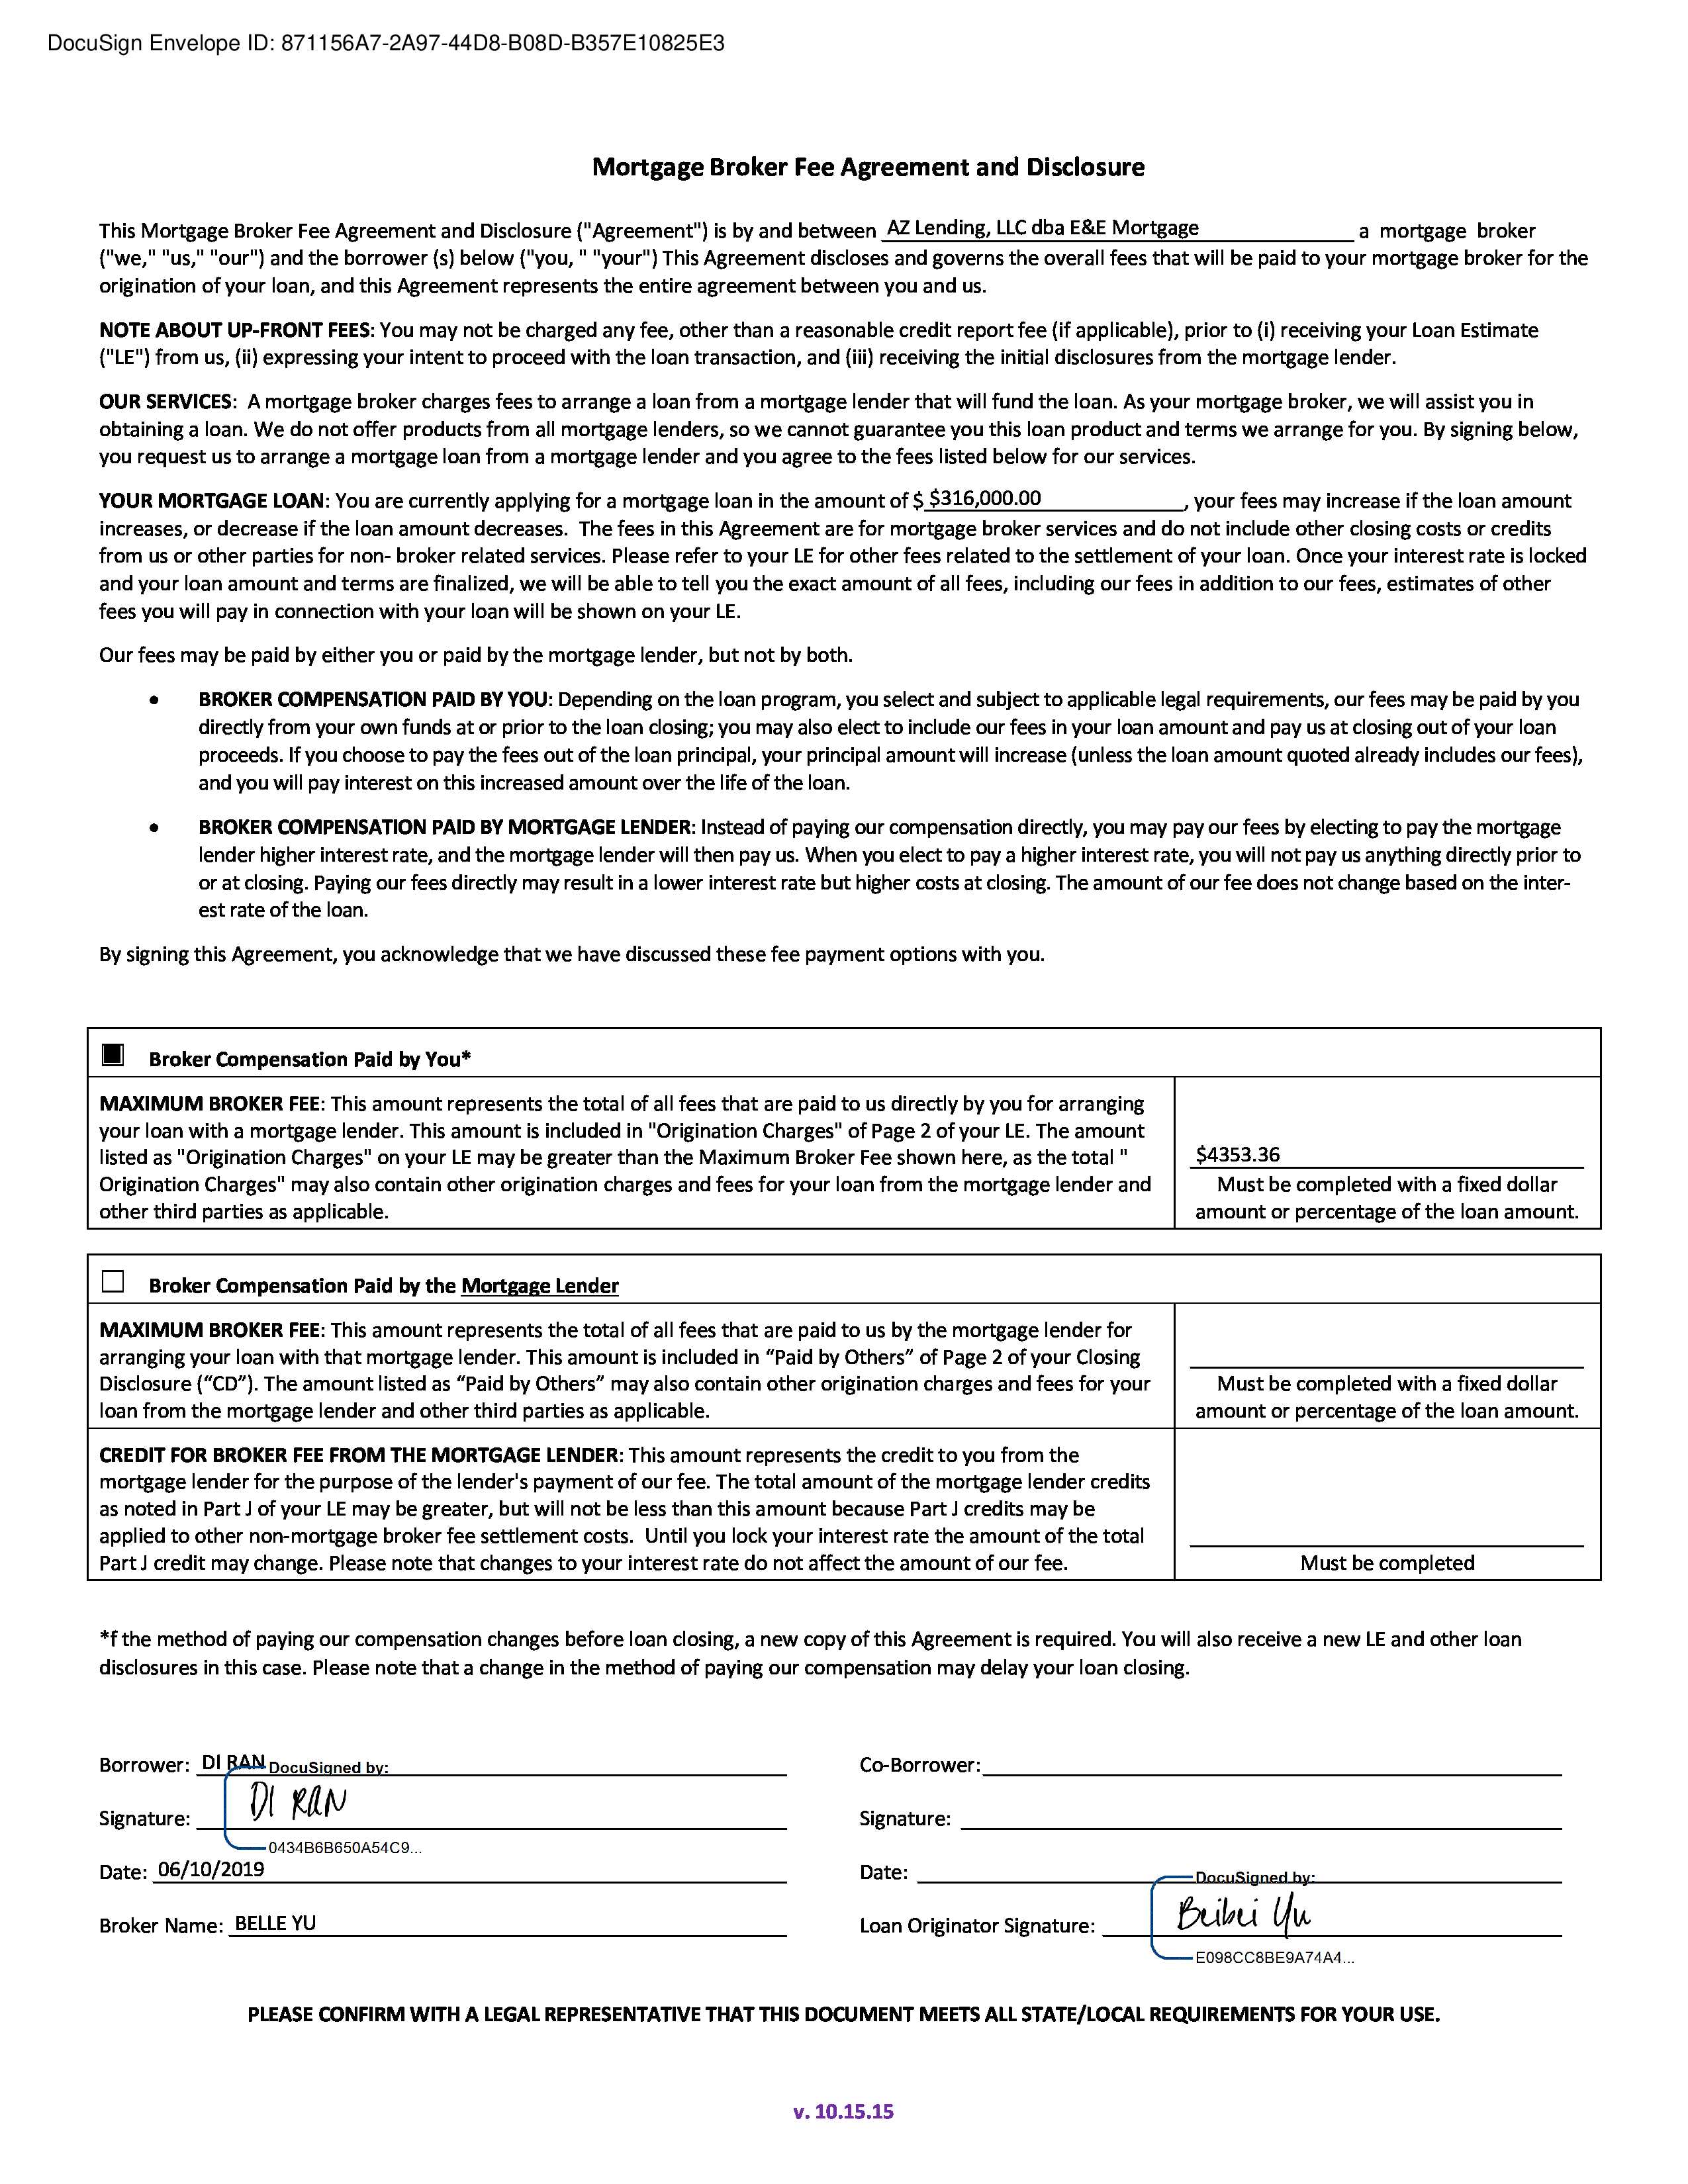 DocuSign Envelope ID: 871156A7-2A97-44D8-B08D-B357E10825E3
Mortgage Broker Fee Agreement and Disclosure
This Mortgage Broker Fee Agreement and Disclosure ("Agreement") is by and between AZ Lending, LLC dba E&E Mortgage a mortgage broker
("we," "us," "our") and the borrower (s) below ("you, " "your") This Agreement discloses and governs the overall fees that will be paid to your mortgage broker for the
origination of your loan, and this Agreement represents the entire agreement between you and us.
NOTE ABOUT UP-FRONT FEES: You may not be charged any fee, other than a reasonable credit report fee (if applicable), prior to (i) receiving your Loan Estimate
("LE") from us, (ii) expressing your intent to proceed with the loan transaction, and (iii) receiving the initial disclosures from the mortgage lender.
OUR SERVICES: A mortgage broker charges fees to arrange a loan from a mortgage lender that will fund the loan. As your mortgage broker, we will assist you in
obtaining a loan. We do not offer products from all mortgage lenders, so we cannot guarantee you this loan product and terms we arrange for you. By signing below,
you request us to arrange a mortgage loan from a mortgage lender and you agree to the fees listed below for our services.
YOUR MORTGAGE LOAN: You are currently applying for a mortgage loan in the amount of $ $316,000.00 , your fees may increase if the loan amount
increases, or decrease if the loan amount decreases. The fees in this Agreement are for mortgage broker services and do not include other closing costs or credits
from us or other parties for non- broker related services. Please refer to your LE for other fees related to the settlement of your loan. Once your interest rate is locked
and your loan amount and terms are finalized, we will be able to tell you the exact amount of all fees, including our fees in addition to our fees, estimates of other
fees you will pay in connection with your loan will be shown on your LE.
Our fees may be paid by either you or paid by the mortgage lender, but not by both.
• BROKER COMPENSATION PAID BY YOU: Depending on the loan program, you select and subject to applicable legal requirements, our fees may be paid by you
directly from your own funds at or prior to the loan closing; you may also elect to include our fees in your loan amount and pay us at closing out of your loan
proceeds. If you choose to pay the fees out of the loan principal, your principal amount will increase (unless the loan amount quoted already includes our fees),
and you will pay interest on this increased amount over the life of the loan.
• BROKER COMPENSATION PAID BY MORTGAGE LENDER: Instead of paying our compensation directly, you may pay our fees by electing to pay the mortgage
lender higher interest rate, and the mortgage lender will then pay us. When you elect to pay a higher interest rate, you will not pay us anything directly prior to
or at closing. Paying our fees directly may result in a lower interest rate but higher costs at closing. The amount of our fee does not change based on the inter-
est rate of the loan.
By signing this Agreement, you acknowledge that we have discussed these fee payment options with you.
Broker Compensation Paid by You*
MAXIMUM BROKER FEE: This amount represents the total of all fees that are paid to us directly by you for arranging
your loan with a mortgage lender. This amount is included in "Origination Charges" of Page 2 of your LE. The amount
listed as "Origination Charges" on your LE may be greater than the Maximum Broker Fee shown here, as the total "
Origination Charges" may also contain other origination charges and fees for your loan from the mortgage lender and
other third parties as applicable.
$4353.36
Must be completed with a fixed dollar
amount or percentage of the loan amount.
Broker Compensation Paid by the Mortgage Lender
MAXIMUM BROKER FEE: This amount represents the total of all fees that are paid to us by the mortgage lender for
arranging your loan with that mortgage lender. This amount is included in “Paid by Others” of Page 2 of your Closing
Disclosure (“CD”). The amount listed as “Paid by Others” may also contain other origination charges and fees for your
loan from the mortgage lender and other third parties as applicable.
Must be completed with a fixed dollar
amount or percentage of the loan amount.
CREDIT FOR BROKER FEE FROM THE MORTGAGE LENDER: This amount represents the credit to you from the
mortgage lender for the purpose of the lender's payment of our fee. The total amount of the mortgage lender credits
as noted in Part J of your LE may be greater, but will not be less than this amount because Part J credits may be
applied to other non-mortgage broker fee settlement costs. Until you lock your interest rate the amount of the total
Part J credit may change. Please note that changes to your interest rate do not affect the amount of our fee.
Must be completed
*f the method of paying our compensation changes before loan closing, a new copy of this Agreement is required. You will also receive a new LE and other loan
disclosures in this case. Please note that a change in the method of paying our compensation may delay your loan closing.
Borrower: DI RAN
DocuSigned by:
Signature: DI RAN
0434B6B650A54C9...
Date: 06/10/2019
Broker Name: BELLE YU
Co-Borrower:
Signature:
Date:
DocuSigned by:
Loan Originator Signature: Beibei Yu
E098CC8BE9A74A4...
PLEASE CONFIRM WITH A LEGAL REPRESENTATIVE THAT THIS DOCUMENT MEETS ALL STATE/LOCAL REQUIREMENTS FOR YOUR USE.
v. 10.15.15